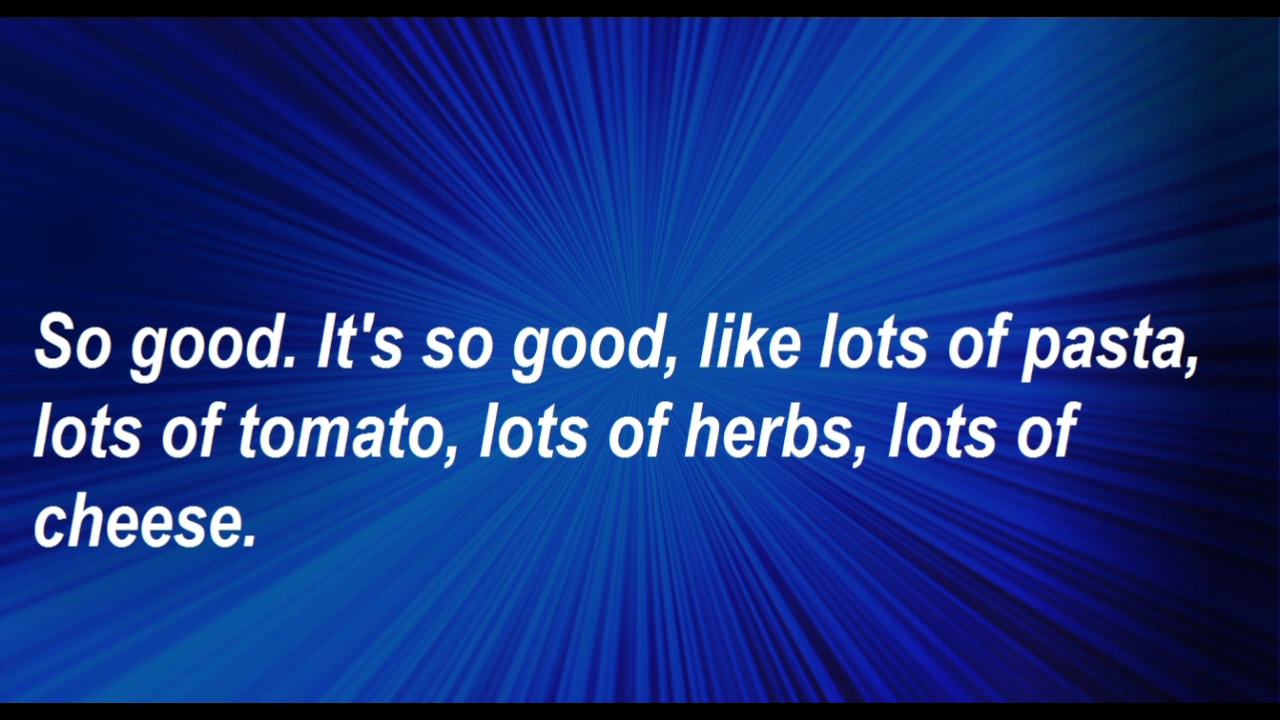 So good. It's so good, like lots of pasta,
lots of tomato, lots of herbs, lots of
cheese.